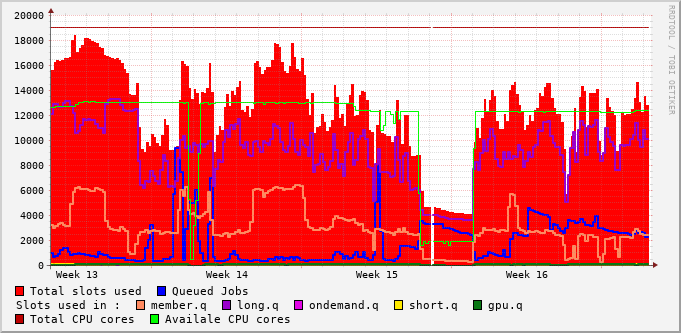 20000
18000
16000
14000
12000
10000
8000
6000
4000
2000
0
Week 13 Week 14 Week 15 Week 16
RRDTOOL / TOBI OETIKER
Total slots used Queued Jobs
Slots used in : member.q long.q ondemand.q short.q gpu.q
Total CPU cores Availale CPU cores